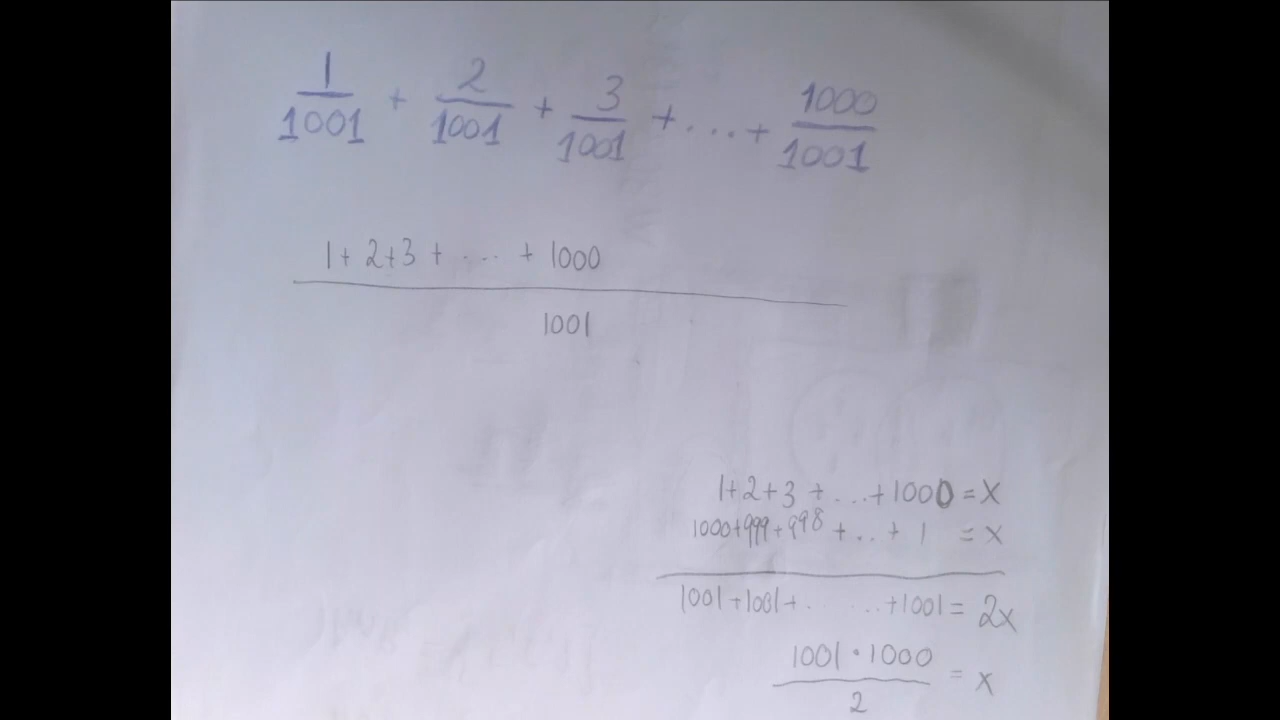 1/1001 + 2/1001 + 3/1001 + ... + 1000/1001
1 + 2 + 3 + .... + 1000
1001
1 + 2 + 3 + ... + 1000 = x
1000 + 999 + 998 + .. + 1 = x
1001 + 1001 + . .. + 1001 = 2x
1001 · 1000 / 2 = x